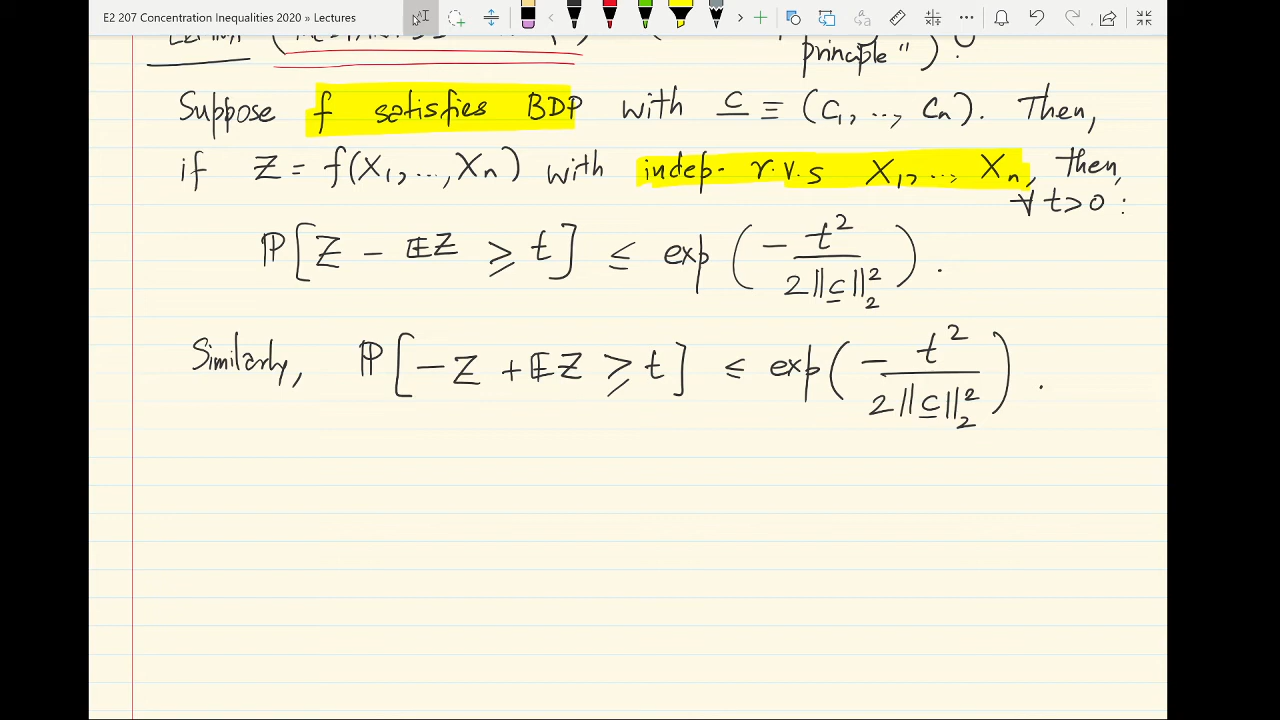 E2 207 Concentration Inequalities 2020 » Lectures
principle" ) !
Suppose f satisfies BDP with c ≡ (C1, .., Cn). Then,
if Z = f(X1, ..., Xn) with indep. r.v.s X1, ..., Xn, then,
∀ t>0 :
ℙ[Z - 𝔼Z ≥ t] ≤ exp(- t² / 2‖c‖₂²).
Similarly, ℙ[-Z + 𝔼Z ≥ t] ≤ exp(- t² / 2‖c‖₂²).